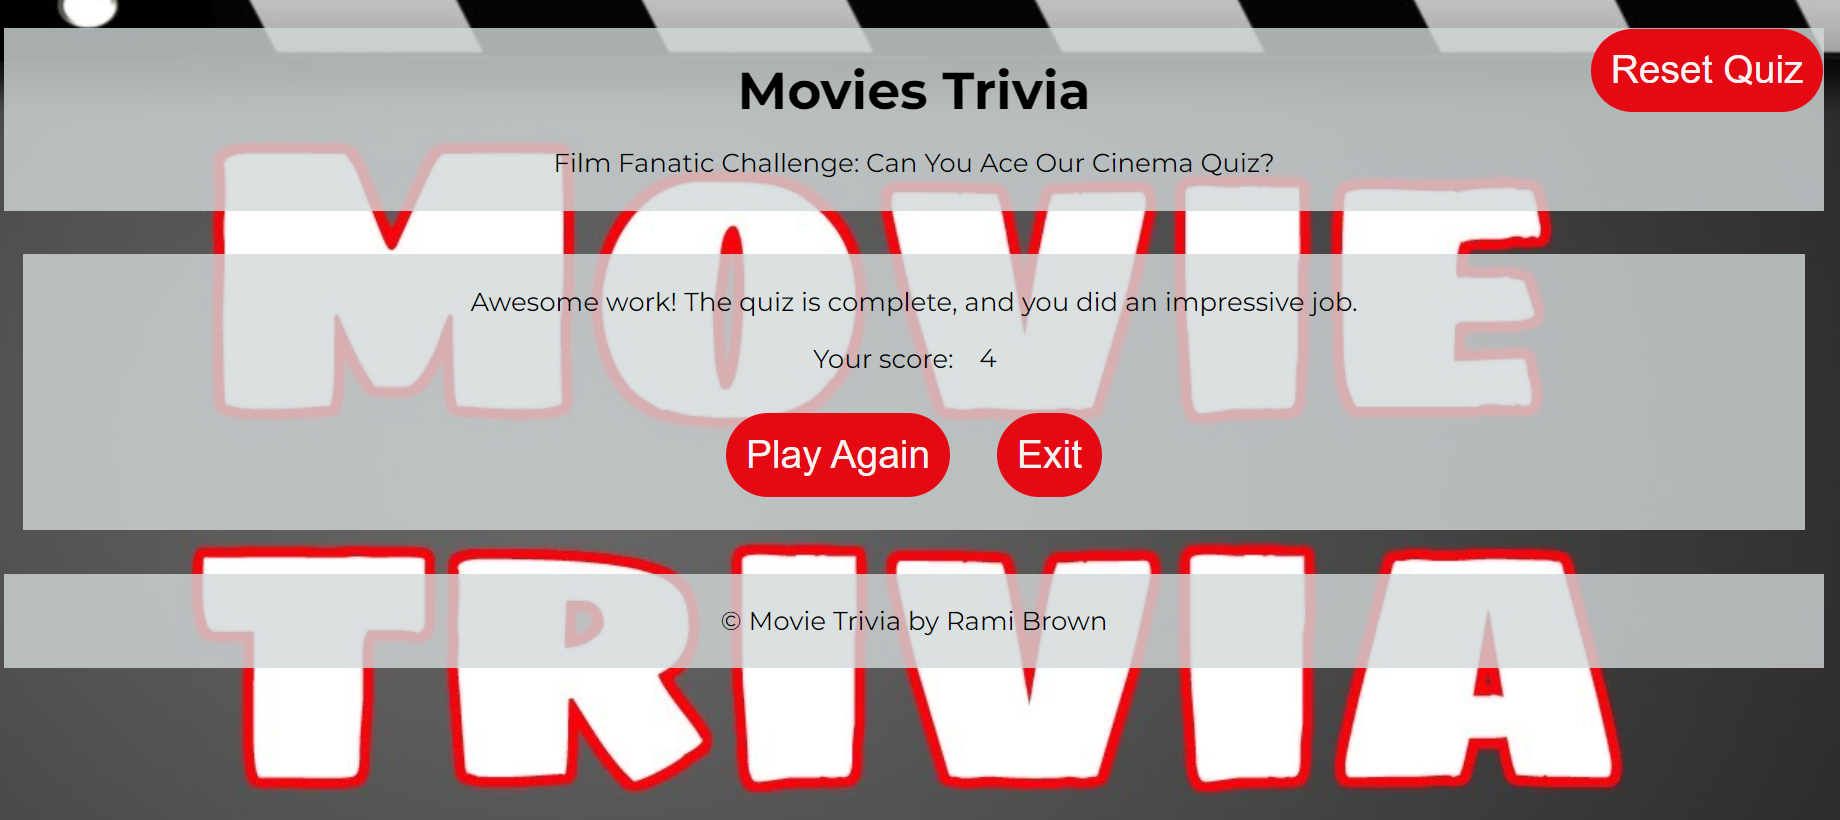 Reset Quiz
Movies Trivia
Film Fanatic Challenge: Can You Ace Our Cinema Quiz?
MOVIE
Awesome work! The quiz is complete, and you did an impressive job.
Your score: 4
Play Again Exit
TRIVIA
© Movie Trivia by Rami Brown